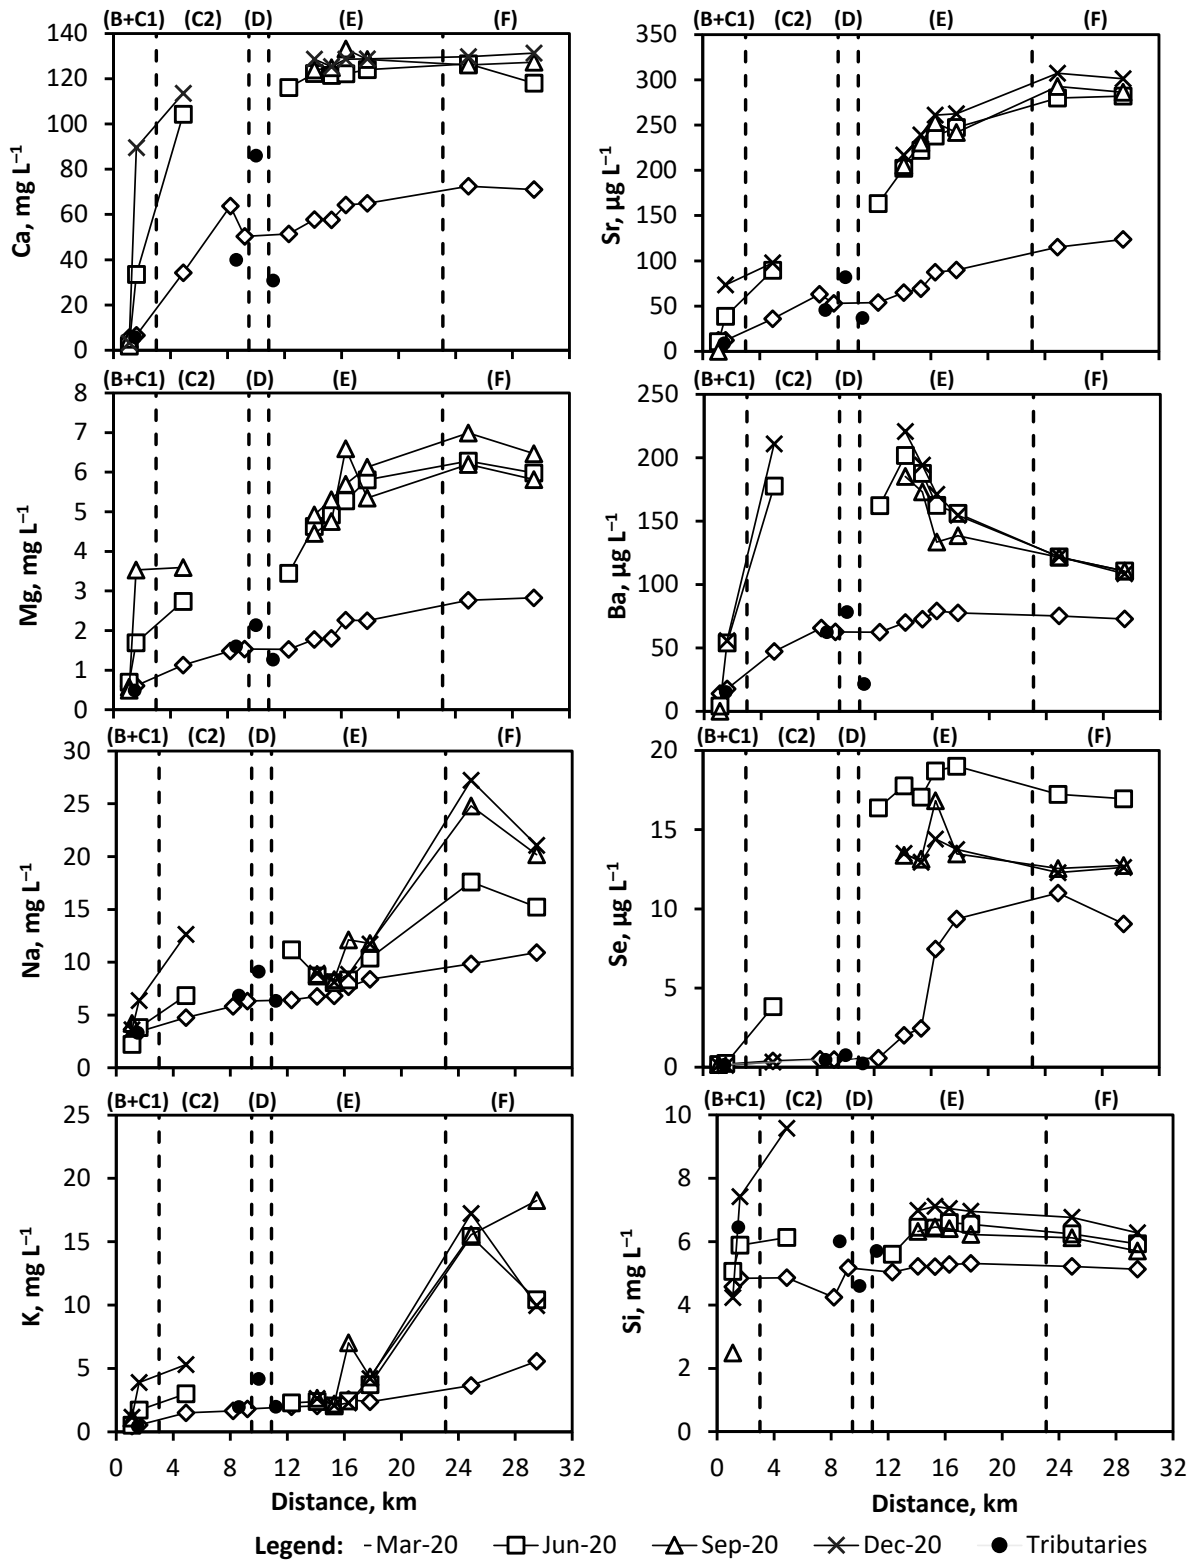 (B+C1) (C2) (D) (E) (F)
140
120
100
80
60
40
20
0
Ca, mg L⁻¹
(B+C1) (C2) (D) (E) (F)
350
300
250
200
150
100
50
0
Sr, µg L⁻¹
(B+C1) (C2) (D) (E) (F)
8
7
6
5
4
3
2
1
0
Mg, mg L⁻¹
(B+C1) (C2) (D) (E) (F)
250
200
150
100
50
0
Ba, µg L⁻¹
(B+C1) (C2) (D) (E) (F)
30
25
20
15
10
5
0
Na, mg L⁻¹
(B+C1) (C2) (D) (E) (F)
20
15
10
5
0
Se, µg L⁻¹
(B+C1) (C2) (D) (E) (F)
25
20
15
10
5
0
K, mg L⁻¹
0 4 8 12 16 20 24 28 32
Distance, km
(B+C1) (C2) (D) (E) (F)
10
8
6
4
2
0
Si, mg L⁻¹
0 4 8 12 16 20 24 28 32
Distance, km
Legend: Mar-20 Jun-20 Sep-20 Dec-20 Tributaries